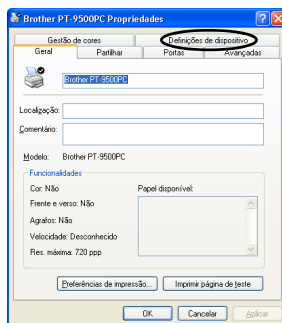 Brother PT-9500PC Propriedades
Gestão de cores Definições de dispositivo
Geral Partilhar Portas Avançadas
Brother PT-9500PC
Localização:
Comentário:
Modelo: Brother PT-9500PC
Funcionalidades
Cor: Não Papel disponível:
Frente e verso: Não
Agrafos: Não
Velocidade: Desconhecido
Res. máxima: 720 ppp
Preferências de impressão... Imprimir página de teste
OK Cancelar Aplicar